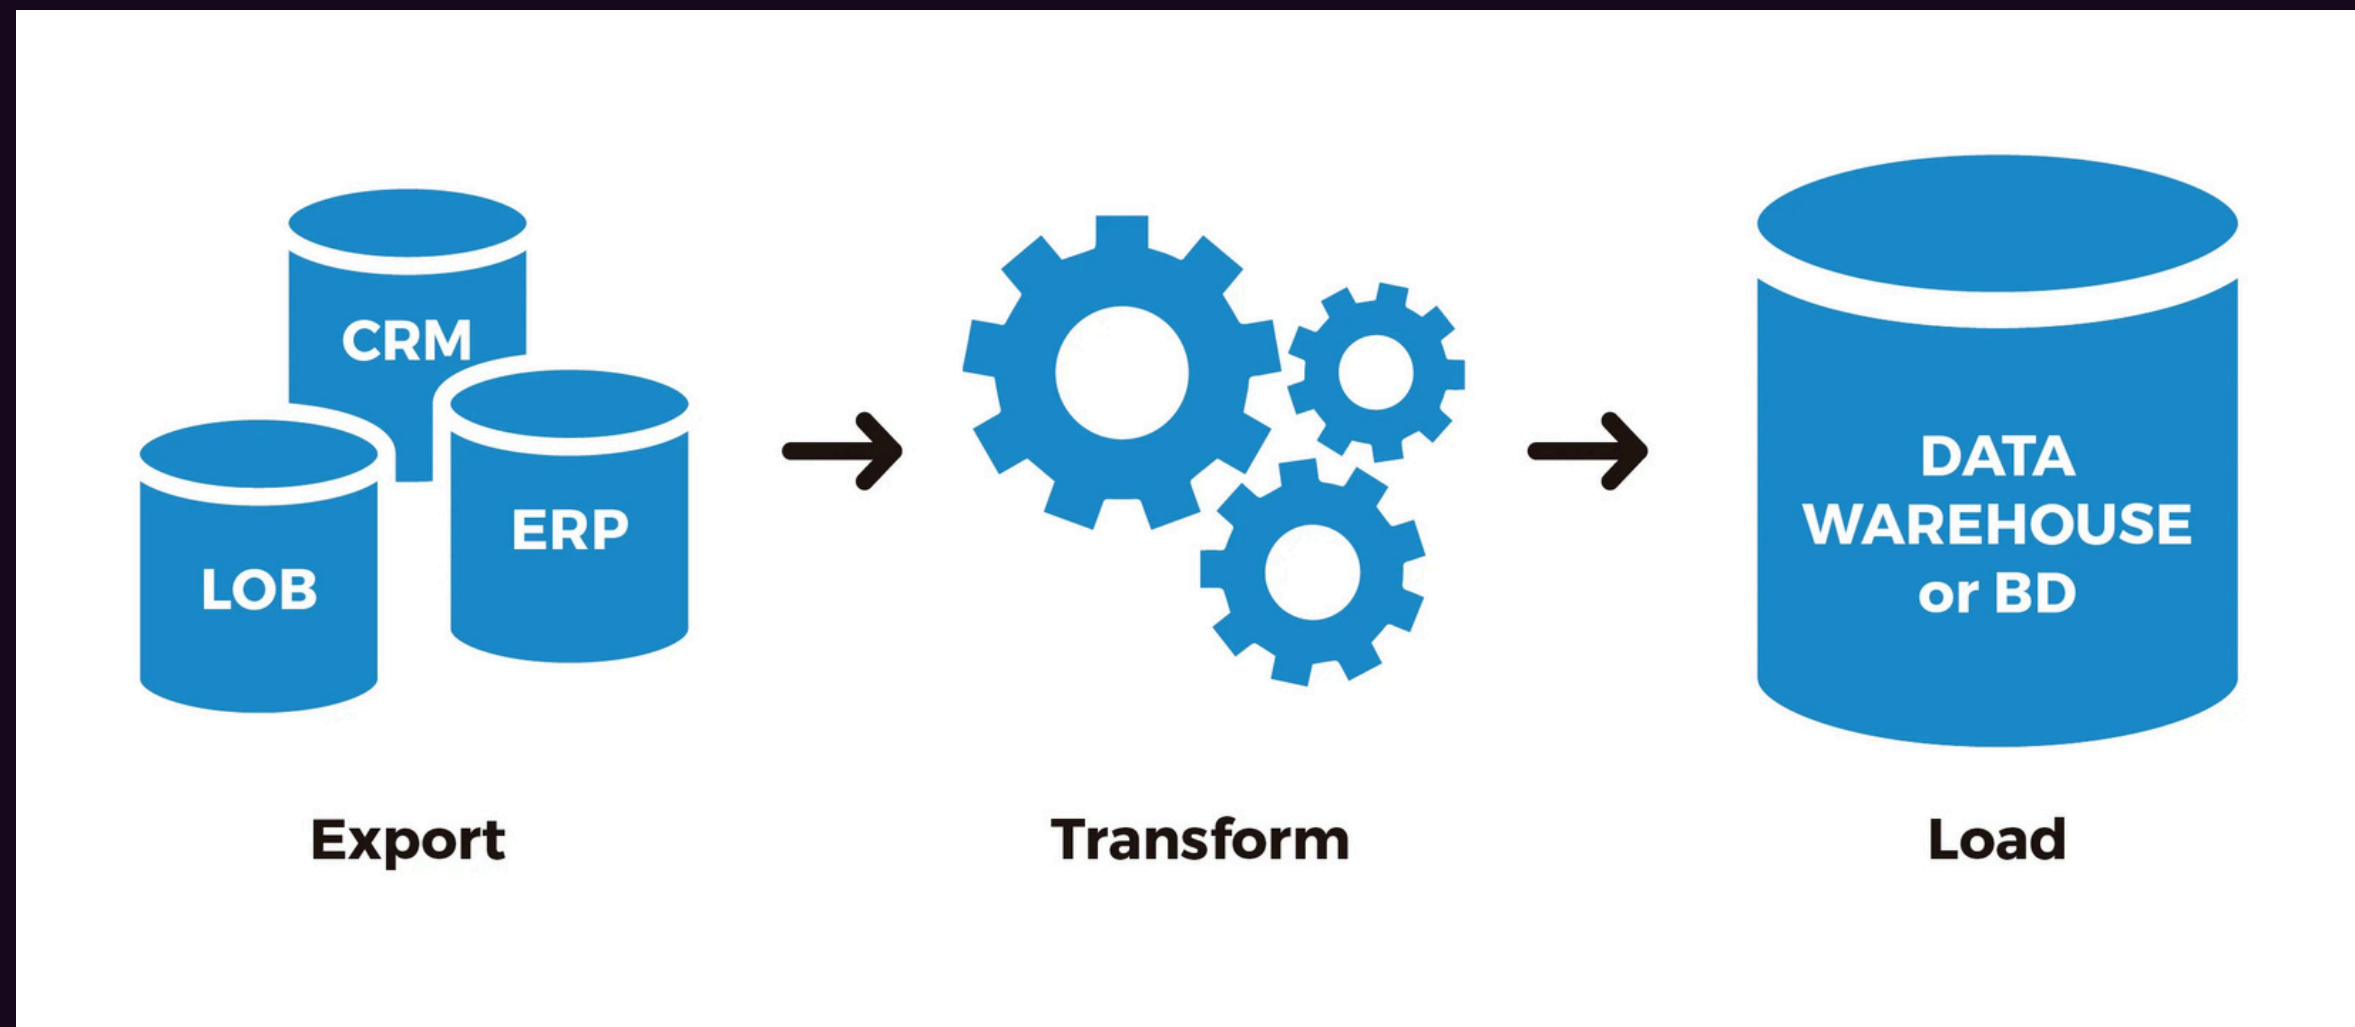 CRM
LOB
ERP
DATA
WAREHOUSE
or BD
Export
Transform
Load